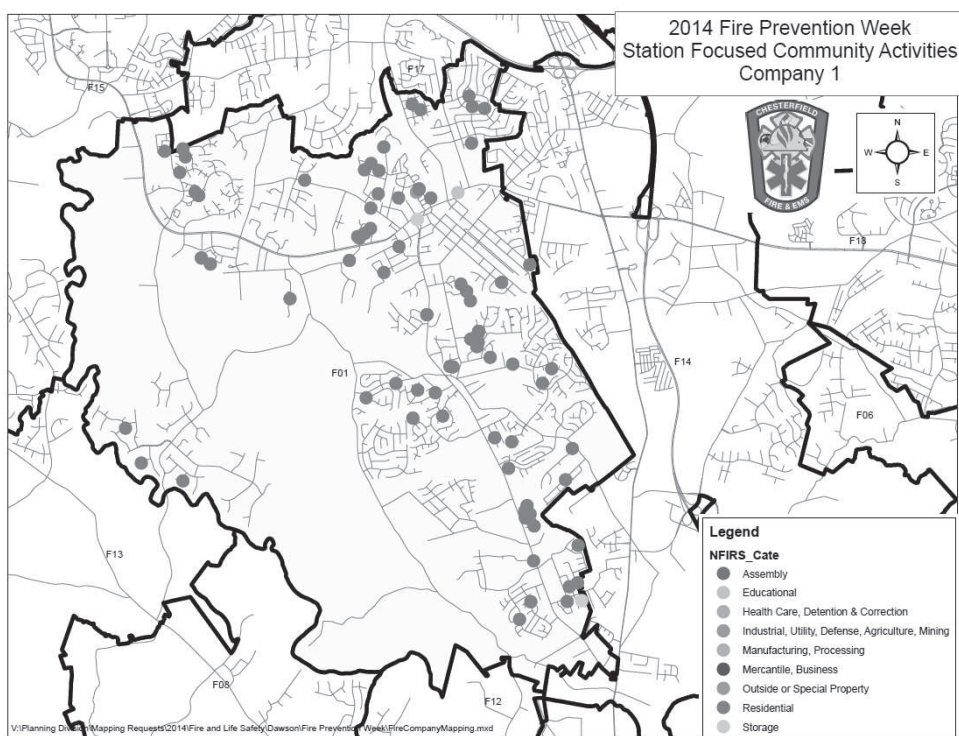 2014 Fire Prevention Week
Station Focused Community Activities
Company 1
CHESTERFIELD
FIRE & EMS
N
W E
S
F15
F17
F18
F01
F14
F06
F13
F08
F12
Legend
NFIRS_Cate
Assembly
Educational
Health Care, Detention & Correction
Industrial, Utility, Defense, Agriculture, Mining
Manufacturing, Processing
Mercantile, Business
Outside or Special Property
Residential
Storage
V:\Planning Division\Mapping Requests\2014\Fire and Life Safety\Dawson\Fire Prevention Week\FireCompanyMapping.mxd